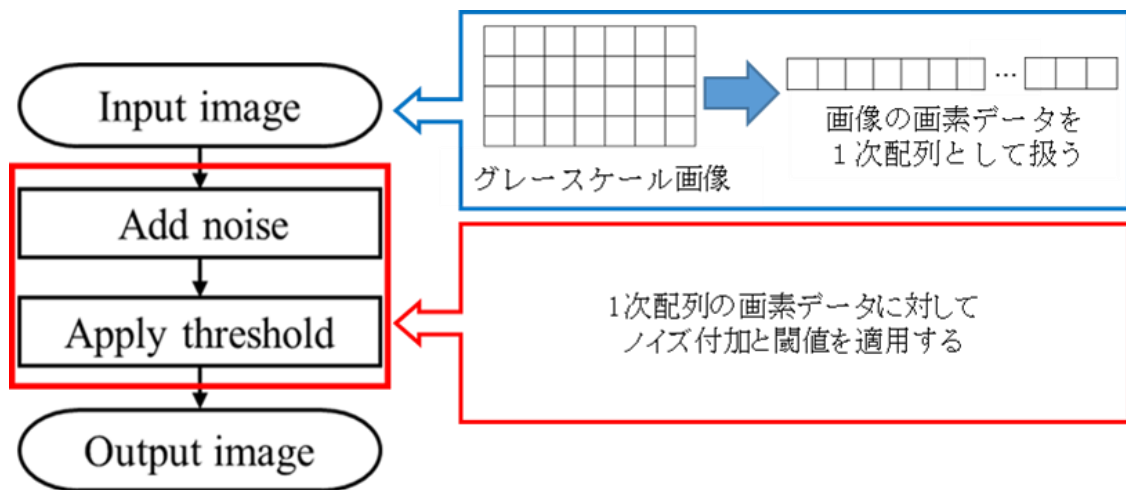 Input image
Add noise
Apply threshold
Output image
グレースケール画像
…
画像の画素データを
1次配列として扱う
1次配列の画素データに対して
ノイズ付加と閾値を適用する